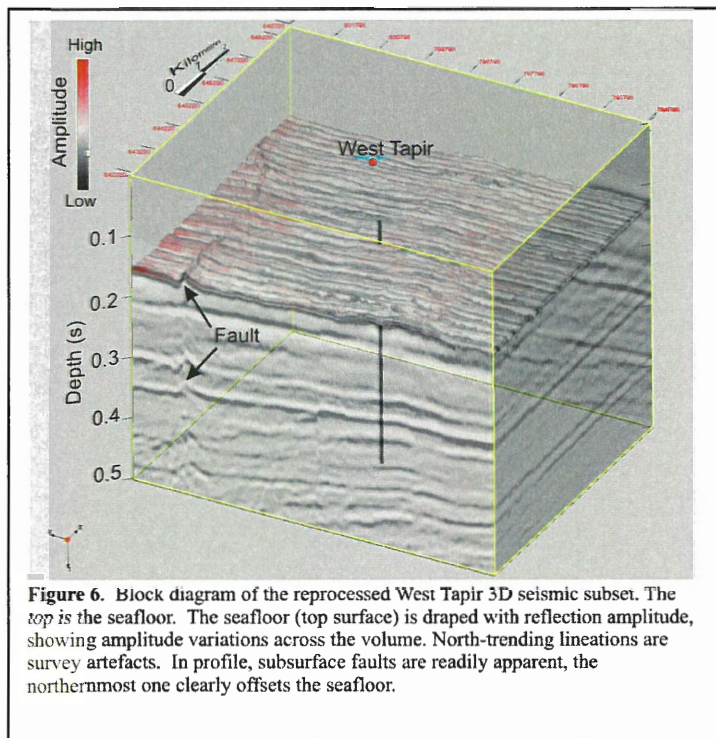 High
Amplitude
Low
Kilometers
0
West Tapir
0.1
0.2
0.3
0.4
0.5
Depth (s)
Fault
Figure 6. Block diagram of the reprocessed West Tapir 3D seismic subset. The
top is the seafloor. The seafloor (top surface) is draped with reflection amplitude,
showing amplitude variations across the volume. North-trending lineations are
survey artefacts. In profile, subsurface faults are readily apparent, the
northernmost one clearly offsets the seafloor.